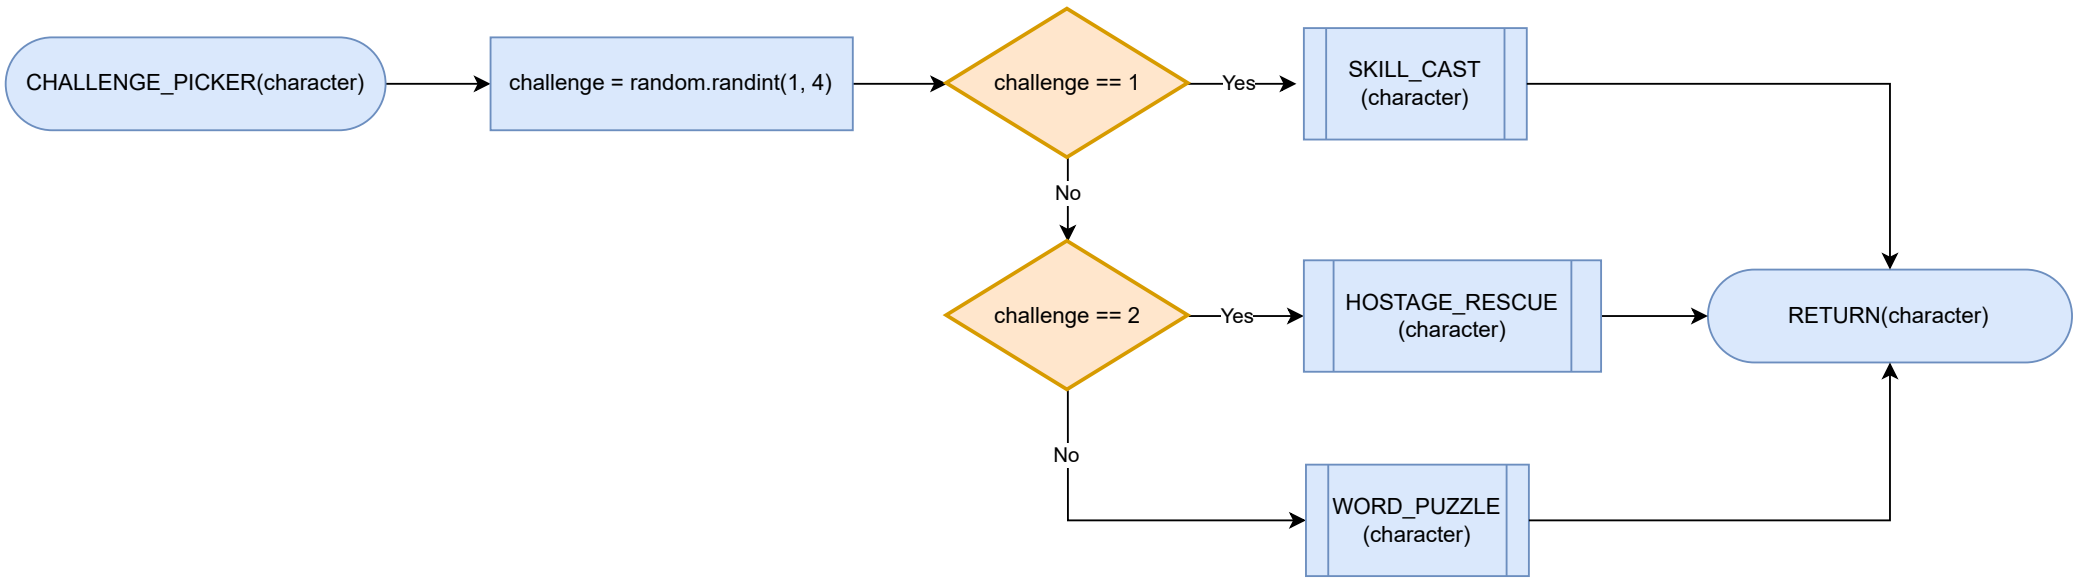 CHALLENGE_PICKER(character)
challenge = random.randint(1, 4)
challenge == 1
Yes
SKILL_CAST
(character)
No
challenge == 2
Yes
HOSTAGE_RESCUE
(character)
RETURN(character)
No
WORD_PUZZLE
(character)